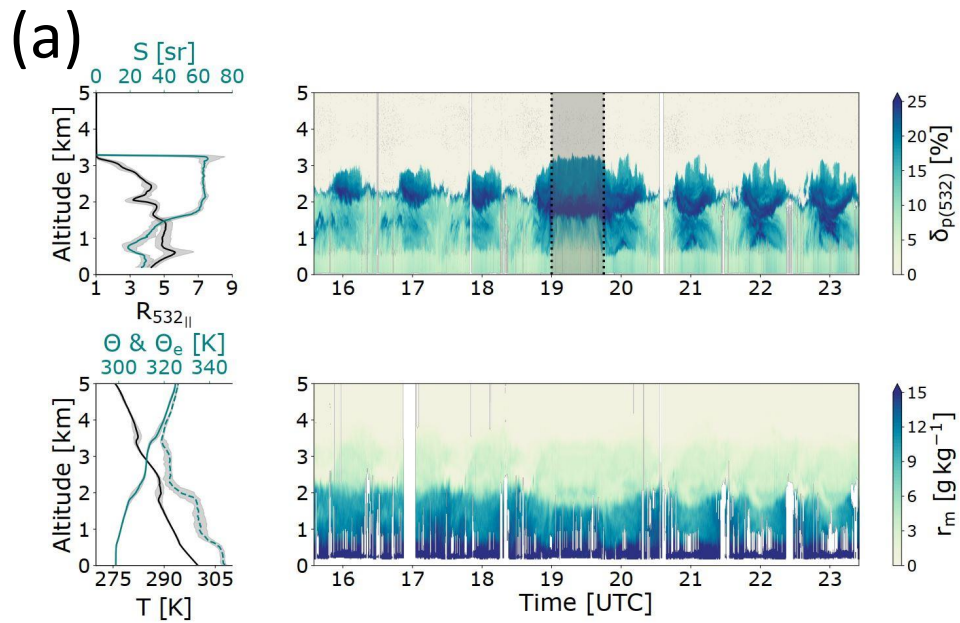 (a)
S [sr]
0 20 40 60 80
5
4
3
2
1
0
Altitude [km]
1 3 5 7 9
R532||
16 17 18 19 20 21 22 23
5
4
3
2
1
0
25
20
15
10
5
0
δp(532) [%]
Θ & Θe [K]
300 320 340
5
4
3
2
1
0
Altitude [km]
275 290 305
T [K]
5
4
3
2
1
0
16 17 18 19 20 21 22 23
Time [UTC]
15
12
9
6
3
0
rm [g kg−1]